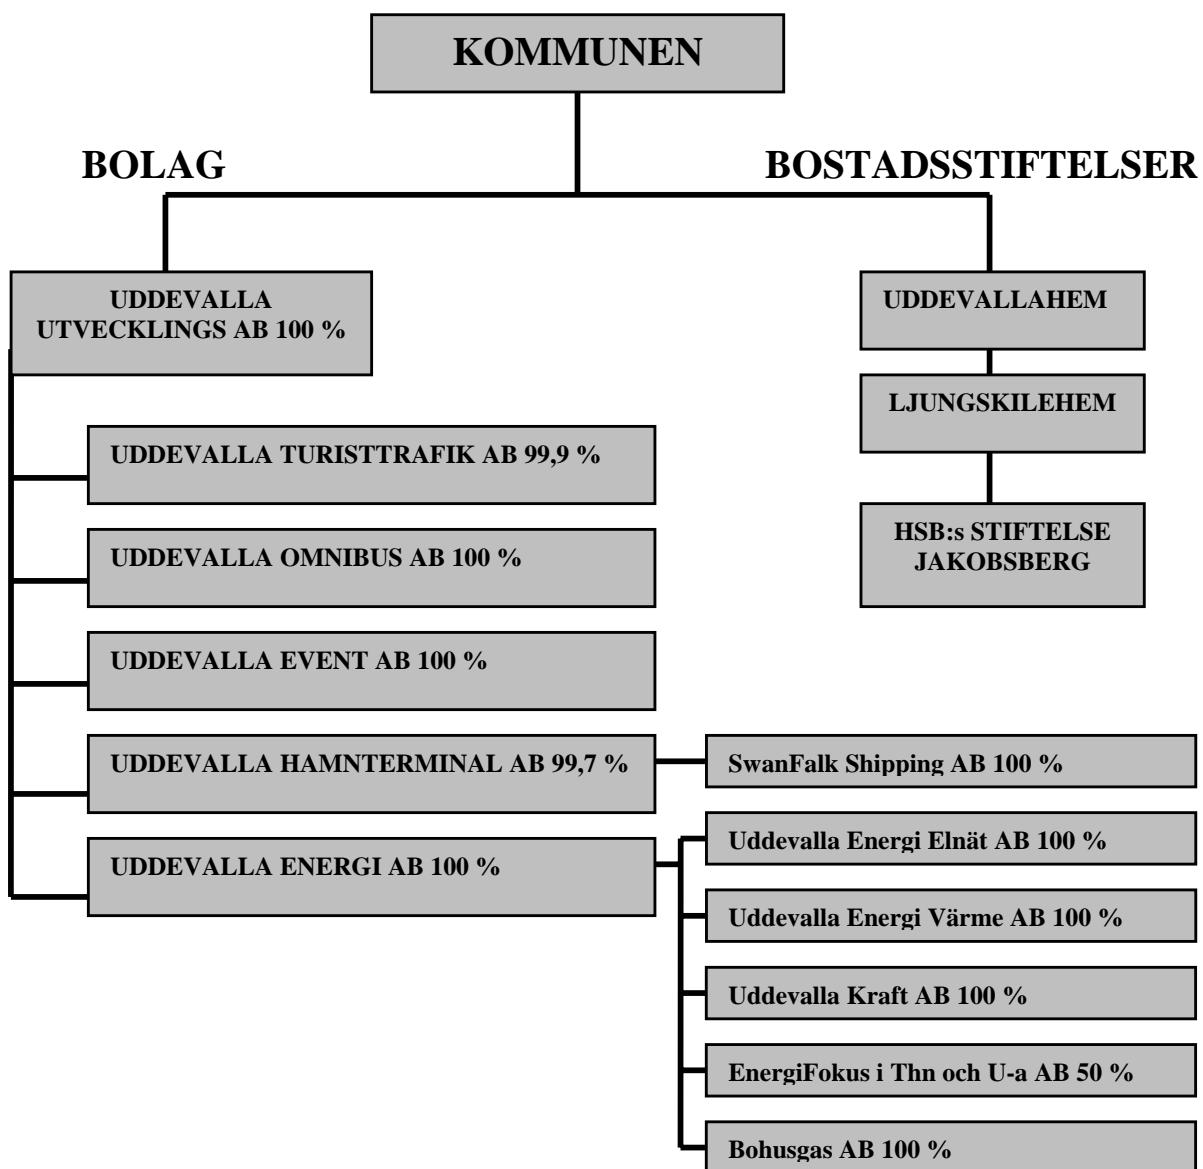 KOMMUNEN
BOLAG
BOSTADSSTIFTELSER
UDDEVALLA
UTVECKLINGS AB 100 %
UDDEVALLA TURISTTRAFIK AB 99,9 %
UDDEVALLA OMNIBUS AB 100 %
UDDEVALLA EVENT AB 100 %
UDDEVALLA HAMNTERMINAL AB 99,7 %
UDDEVALLA ENERGI AB 100 %
SwanFalk Shipping AB 100 %
Uddevalla Energi Elnät AB 100 %
Uddevalla Energi Värme AB 100 %
Uddevalla Kraft AB 100 %
EnergiFokus i Thn och U-a AB 50 %
Bohusgas AB 100 %
UDDEVALLAHEM
LJUNGSKILEHEM
HSB:s STIFTELSE
JAKOBSBERG